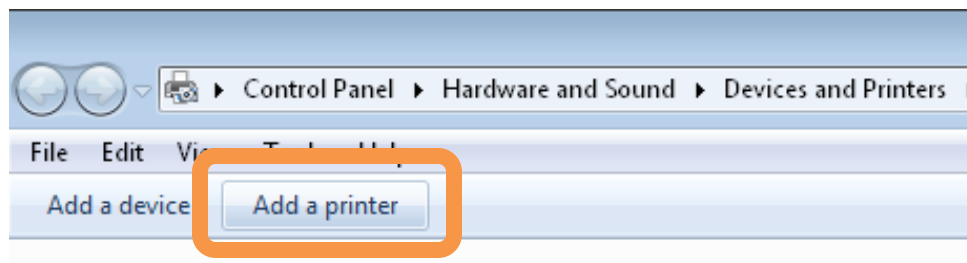 Control Panel Hardware and Sound Devices and Printers
File Edit
Add a device Add a printer